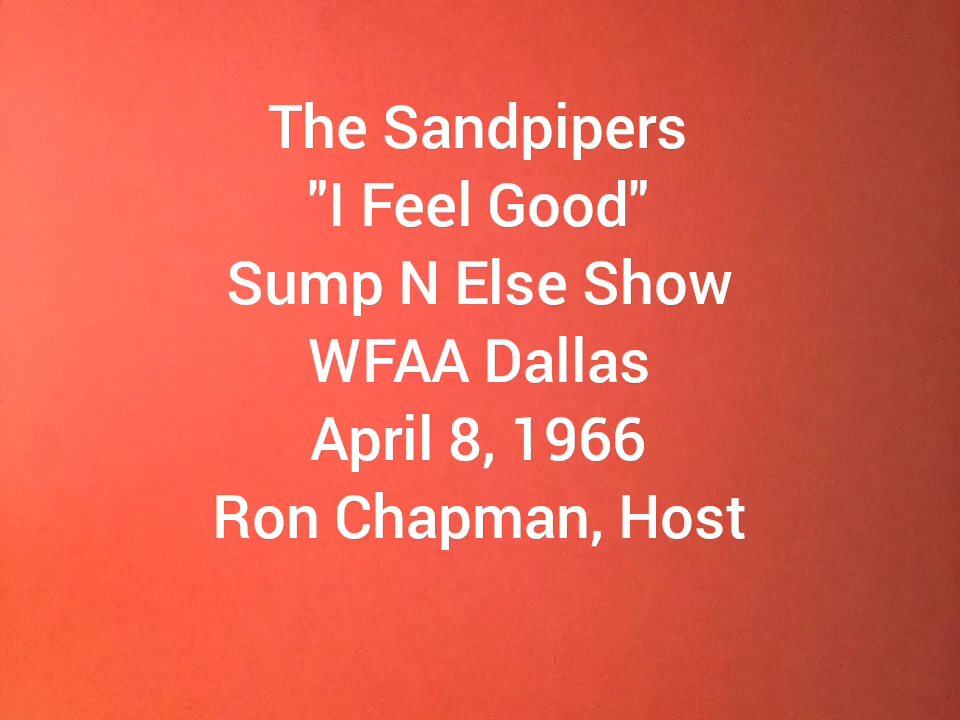 The Sandpipers
"I Feel Good"
Sump N Else Show
WFAA Dallas
April 8, 1966
Ron Chapman, Host